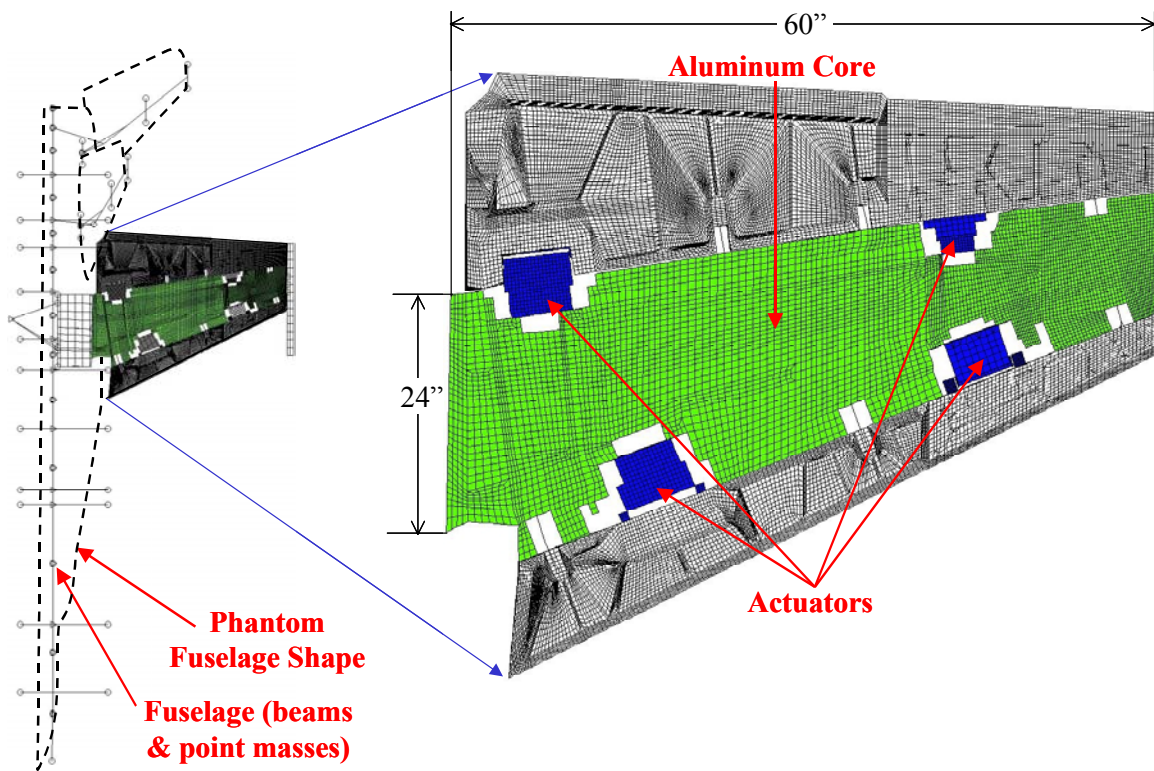 60”
Aluminum Core
24”
Actuators
Phantom
Fuselage Shape
Fuselage (beams
& point masses)